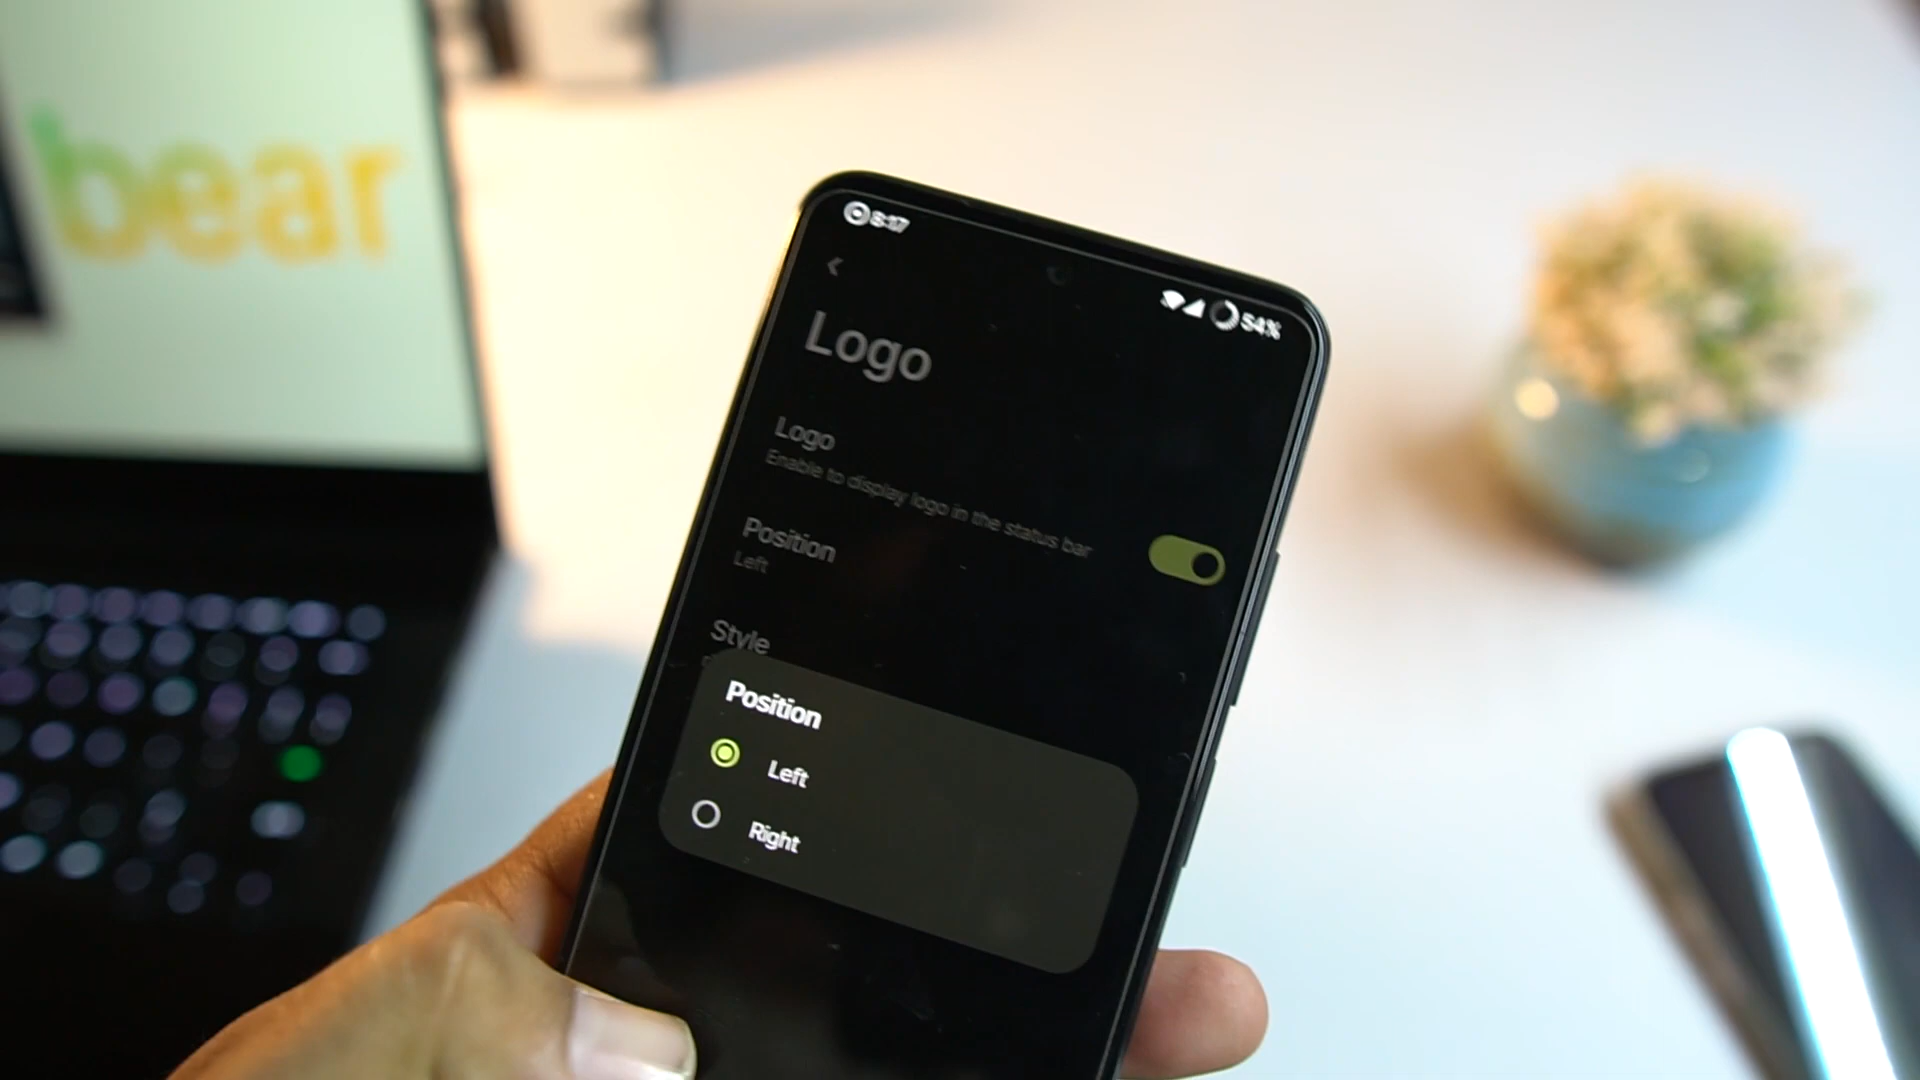 bear
8:17
54%
Logo
Logo
Enable to display logo in the status bar
Position
Left
Style
Position
Left
Right